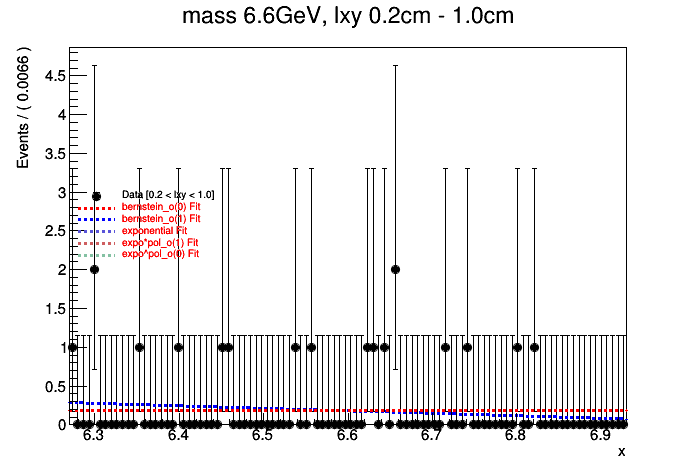 mass 6.6GeV, lxy 0.2cm - 1.0cm
Events / ( 0.0066 )
4.5
4
3.5
3
Data [0.2 < lxy < 1.0]
bernstein_o(0) Fit
bernstein_o(1) Fit
2.5
exponential Fit
expo*pol_o(1) Fit
expo^pol_o(0) Fit
2
1.5
1
0.5
0
6.3 6.4 6.5 6.6 6.7 6.8 6.9
x